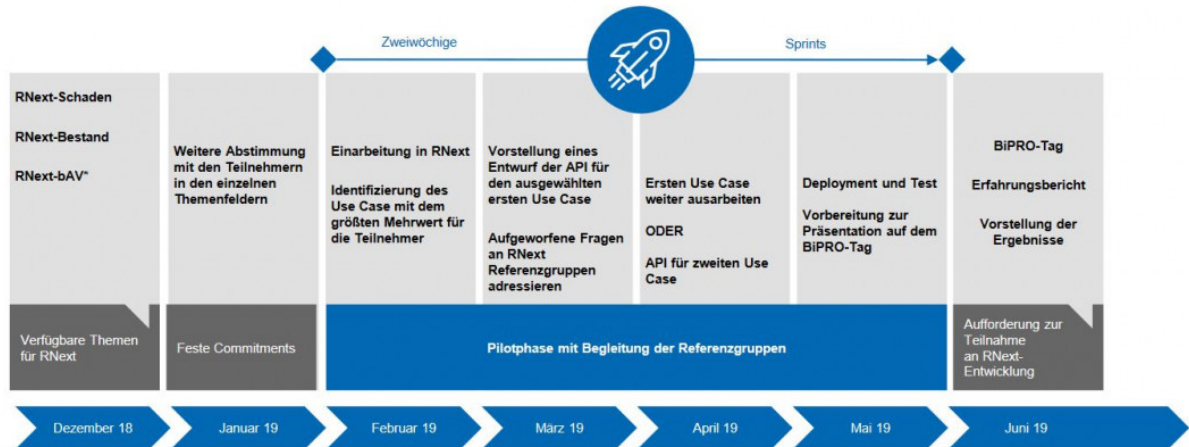 Zweiwöchige
Sprints
RNext-Schaden
RNext-Bestand
RNext-bAV*
Weitere Abstimmung
mit den Teilnehmern
in den einzelnen
Themenfeldern
Einarbeitung in RNext
Identifizierung des
Use Case mit dem
größten Mehrwert für
die Teilnehmer
Vorstellung eines
Entwurf der API für
den ausgewählten
ersten Use Case
Aufgeworfene Fragen
an RNext
Referenzgruppen
adressieren
Ersten Use Case
weiter ausarbeiten
ODER
API für zweiten Use
Case
Deployment und Test
Vorbereitung zur
Präsentation auf dem
BiPRO-Tag
BiPRO-Tag
Erfahrungsbericht
Vorstellung der
Ergebnisse
Verfügbare Themen
für RNext
Feste Commitments
Pilotphase mit Begleitung der Referenzgruppen
Aufforderung zur
Teilnahme
an RNext-
Entwicklung
Dezember 18
Januar 19
Februar 19
März 19
April 19
Mai 19
Juni 19